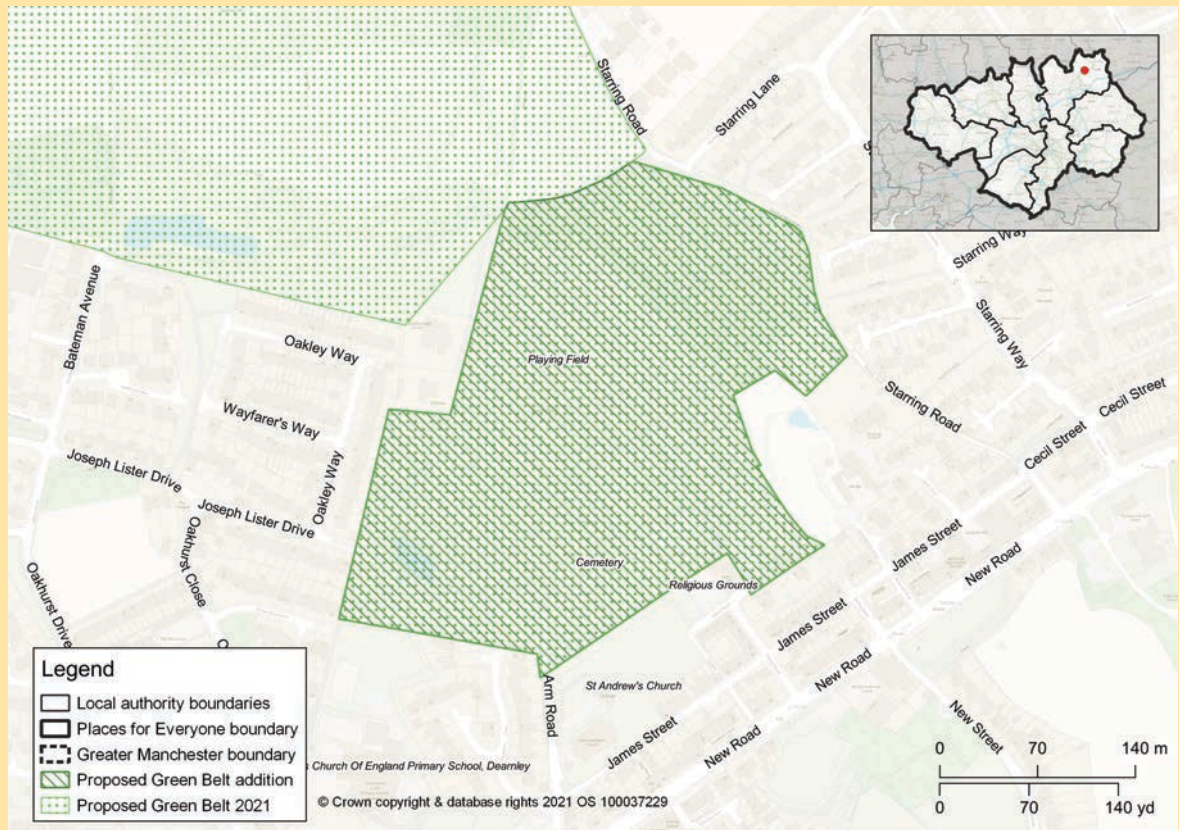 Starring Road
Starring Lane
Starring Way
Starring Way
Bateman Avenue
Oakley Way
Playing Field
Wayfarer's Way
Oakley Way
Starring Road
Cecil Street
Cecil Street
Joseph Lister Drive
Joseph Lister Drive
Oakhurst Close
Oakhurst Drive
Cemetery
Religious Grounds
James Street
New Road
James Street
New Road
St Andrew's Church
Arm Road
James Street
New Road
New Street
Church Of England Primary School, Dearnley
Legend
Local authority boundaries
Places for Everyone boundary
Greater Manchester boundary
Proposed Green Belt addition
Proposed Green Belt 2021
© Crown copyright & database rights 2021 OS 100037229
0 70 140 m
0 70 140 yd